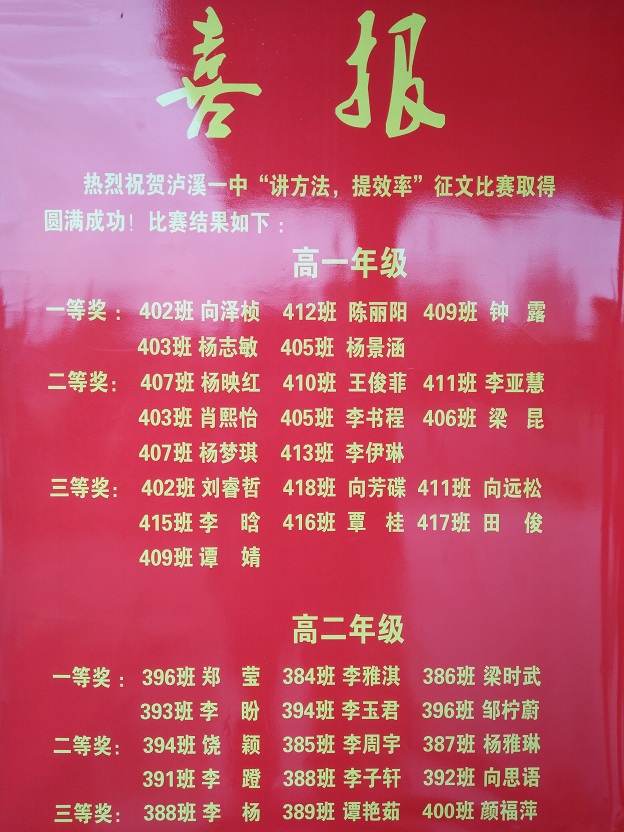 喜报
热烈祝贺泸溪一中“讲方法，提效率”征文比赛取得
圆满成功！比赛结果如下：
高一年级
一等奖：402班 向泽桢 412班 陈丽阳 409班 钟 露
403班 杨志敏 405班 杨景涵
二等奖：407班 杨映红 410班 王俊菲 411班 李亚慧
403班 肖熙怡 405班 李书程 406班 梁 昆
407班 杨梦琪 413班 李伊琳
三等奖：402班 刘睿哲 418班 向芳碟 411班 向远松
415班 李 晗 416班 覃 桂 417班 田 俊
409班 谭 婧
高二年级
一等奖：396班 郑 莹 384班 李雅淇 386班 梁时武
393班 李 盼 394班 李玉君 396班 邹柠蔚
二等奖：394班 饶 颖 385班 李周宇 387班 杨雅琳
391班 李 蹬 388班 李子轩 392班 向思语
三等奖：388班 李 杨 389班 谭艳茹 400班 颜福萍